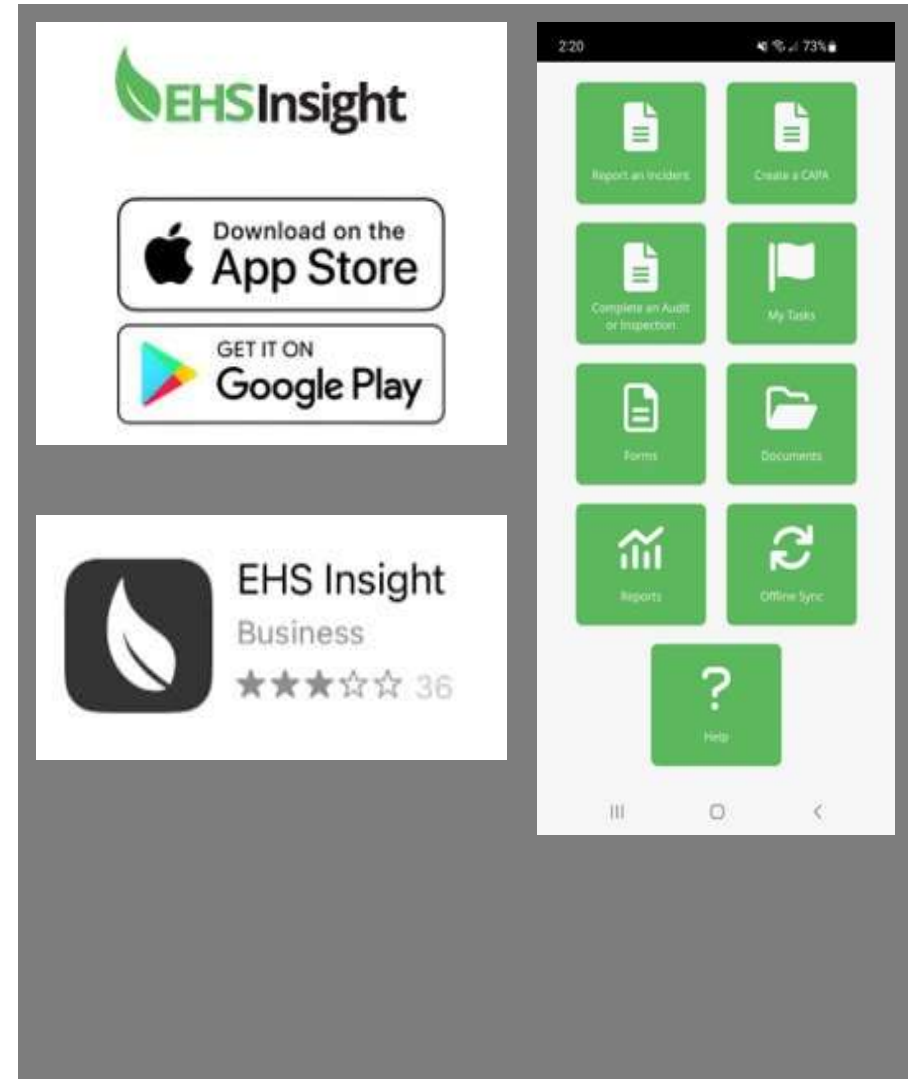 EHSInsight
Download on the
App Store
GET IT ON
Google Play
EHS Insight
Business
36
2:20
73%
Report an Incident
Create a CAPA
Complete an Audit
or Inspection
My Tasks
Forms
Documents
Reports
Offline Sync
?
Help